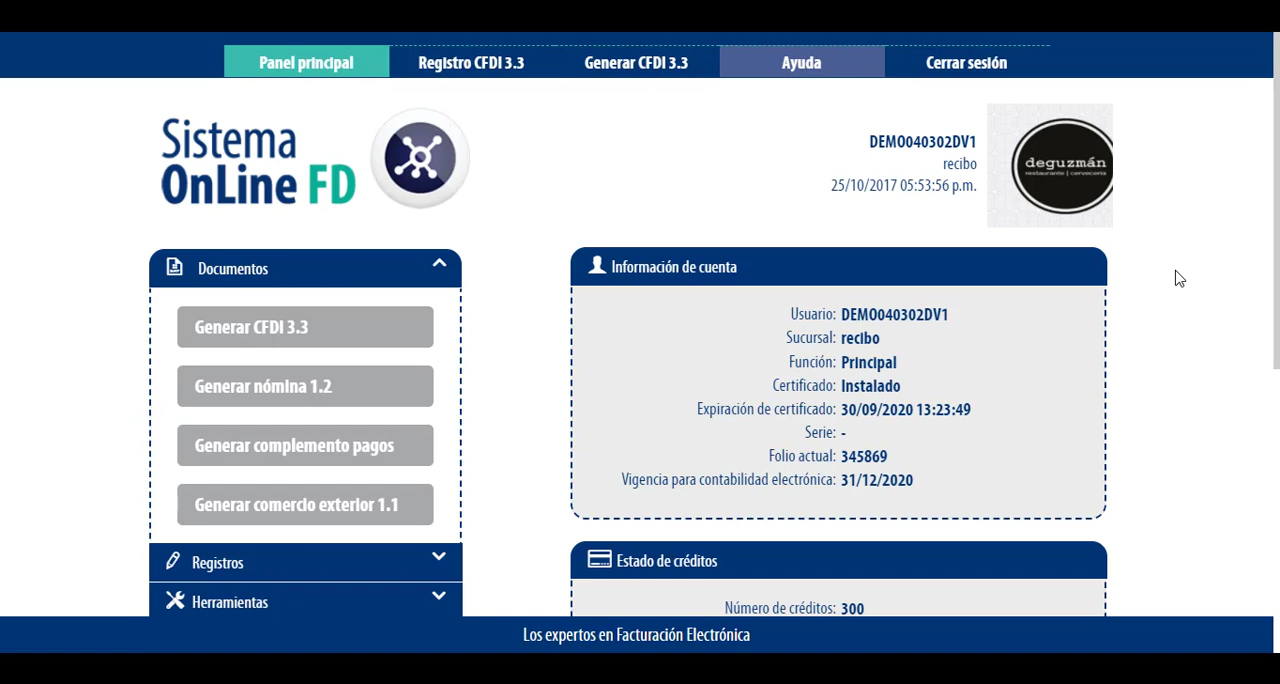 Panel principal
Registro CFDI 3.3
Generar CFDI 3.3
Ayuda
Cerrar sesión
Sistema
OnLine FD
DEMO040302DV1
recibo
25/10/2017 05:53:56 p.m.
deguzmán
restaurante | cervecería
Documentos
Generar CFDI 3.3
Generar nómina 1.2
Generar complemento pagos
Generar comercio exterior 1.1
Registros
Herramientas
Información de cuenta
Usuario: DEMO040302DV1
Sucursal: recibo
Función: Principal
Certificado: Instalado
Expiración de certificado: 30/09/2020 13:23:49
Serie: -
Folio actual: 345869
Vigencia para contabilidad electrónica: 31/12/2020
Estado de créditos
Número de créditos: 300
Los expertos en Facturación Electrónica